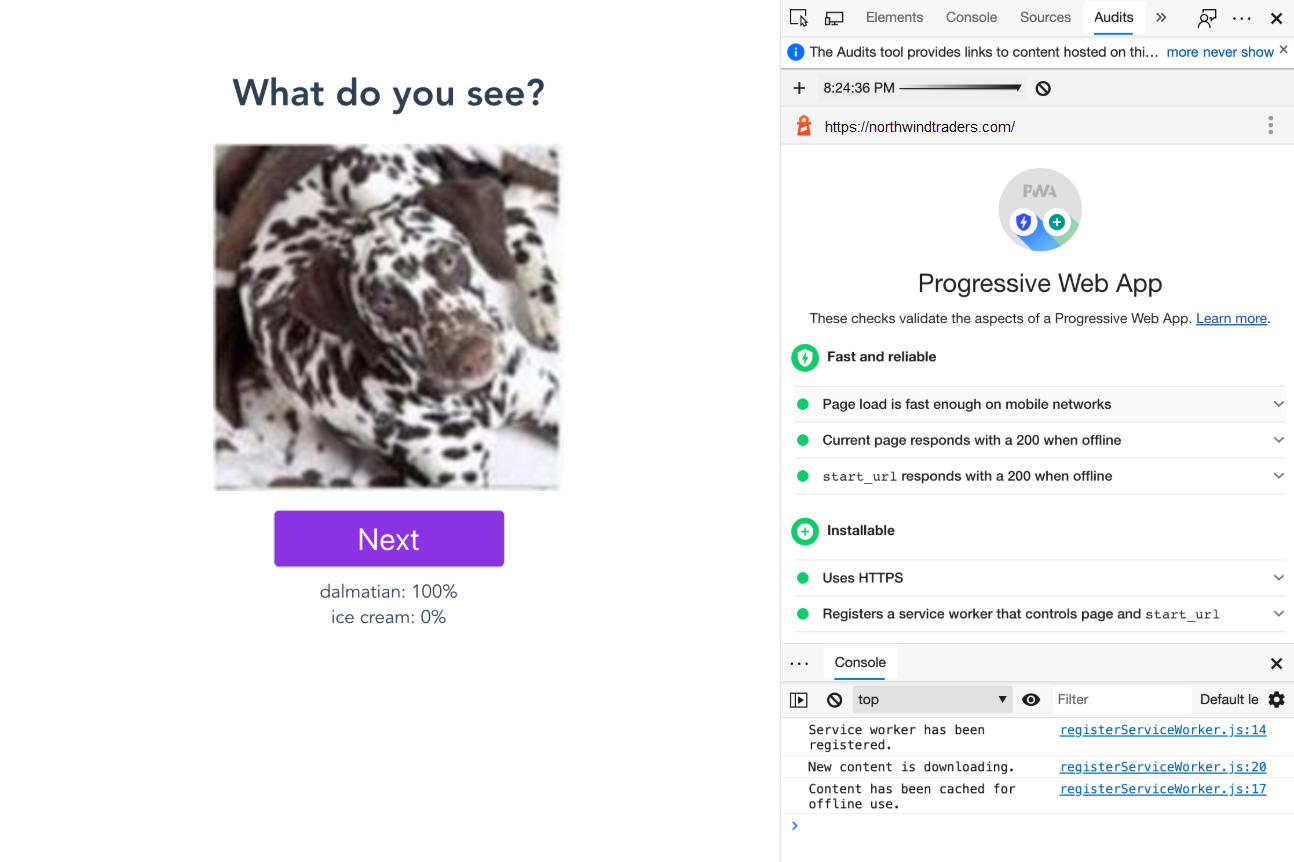 What do you see?
Next
dalmatian: 100%
ice cream: 0%
Elements Console Sources Audits
The Audits tool provides links to content hosted on thi... more never show
8:24:36 PM
https://northwindtraders.com/
PWA
Progressive Web App
These checks validate the aspects of a Progressive Web App. Learn more.
Fast and reliable
Page load is fast enough on mobile networks
Current page responds with a 200 when offline
start_url responds with a 200 when offline
Installable
Uses HTTPS
Registers a service worker that controls page and start_url
Console
top Filter Default le
Service worker has been registerServiceWorker.js:14
registered.
New content is downloading. registerServiceWorker.js:20
Content has been cached for registerServiceWorker.js:17
offline use.